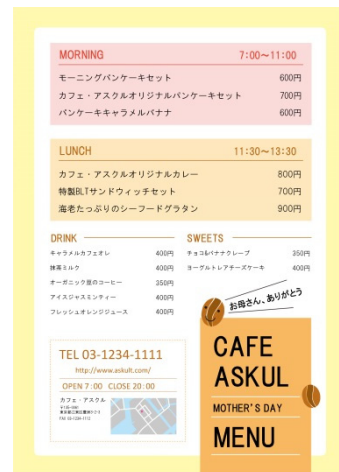 MORNING 7:00～11:00
モーニングパンケーキセット 600円
カフェ・アスクルオリジナルパンケーキセット 700円
パンケーキキャラメルバナナ 600円
LUNCH 11:30～13:30
カフェ・アスクルオリジナルカレー 800円
特製BLTサンドウィッチセット 700円
海老たっぷりのシーフードグラタン 900円
DRINK
キャラメルカフェオレ 400円
抹茶ミルク 400円
オーガニック豆のコーヒー 350円
アイスジャスミンティー 400円
フレッシュオレンジジュース 400円
SWEETS
チョコ&バナナクレープ 350円
ヨーグルトレアチーズケーキ 400円
お母さん、ありがとう
CAFE
ASKUL
MOTHER'S DAY
MENU
TEL 03-1234-1111
http://www.askult.com/
OPEN 7:00 CLOSE 20:00
カフェ・アスクル